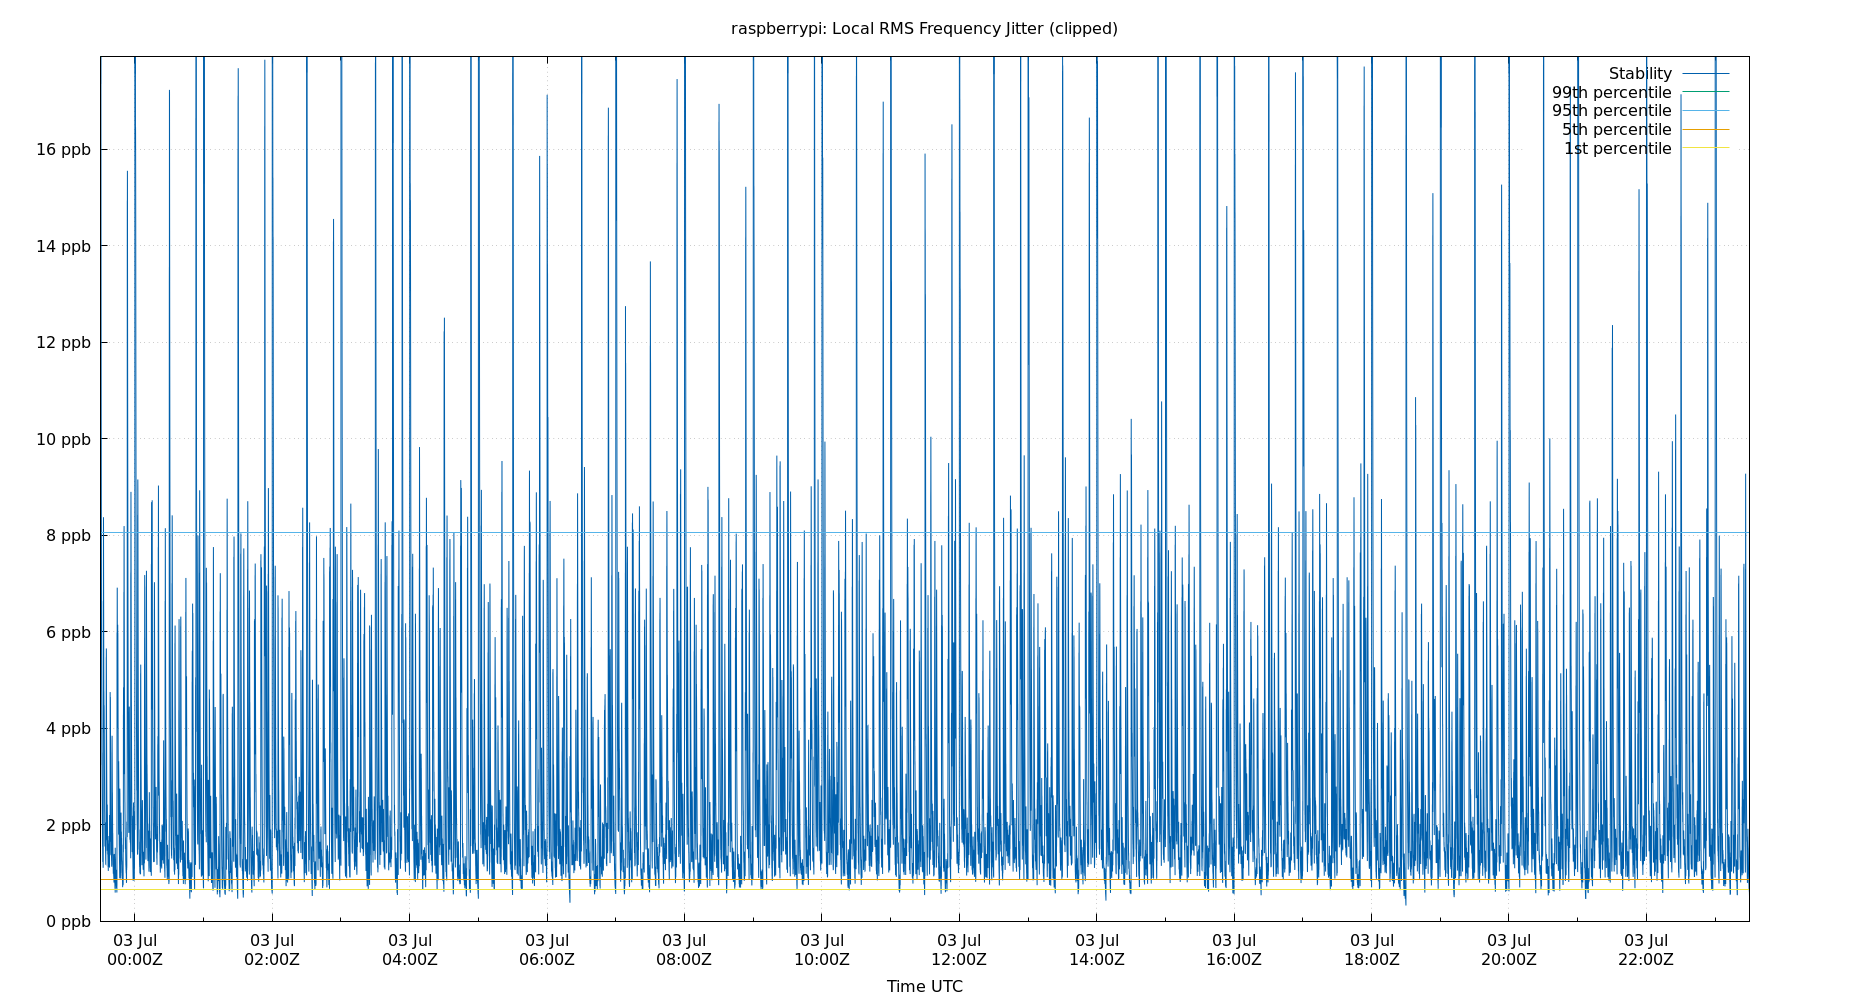 raspberrypi: Local RMS Frequency Jitter (clipped)
Stability
99th percentile
95th percentile
5th percentile
1st percentile
16 ppb
14 ppb
12 ppb
10 ppb
8 ppb
6 ppb
4 ppb
2 ppb
0 ppb
03 Jul 03 Jul 03 Jul 03 Jul 03 Jul 03 Jul 03 Jul 03 Jul 03 Jul 03 Jul 03 Jul 03 Jul
00:00Z 02:00Z 04:00Z 06:00Z 08:00Z 10:00Z 12:00Z 14:00Z 16:00Z 18:00Z 20:00Z 22:00Z
Time UTC